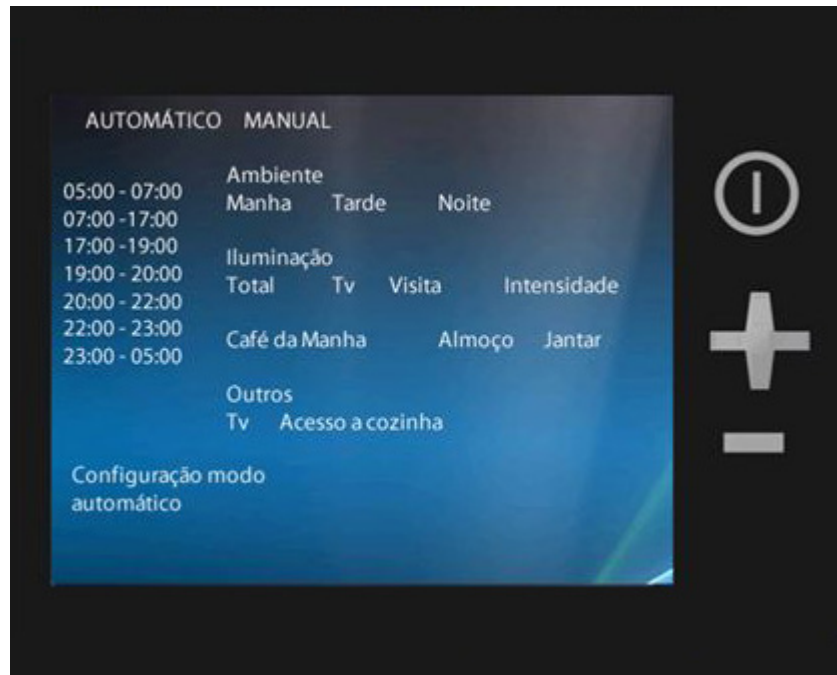 AUTOMÁTICO MANUAL
05:00 - 07:00
07:00 -17:00
17:00 -19:00
19:00 - 20:00
20:00 - 22:00
22:00 - 23:00
23:00 - 05:00
Ambiente
Manha Tarde Noite
Iluminação
Total Tv Visita Intensidade
Café da Manha Almoço Jantar
Outros
Tv Acesso a cozinha
Configuração modo
automático